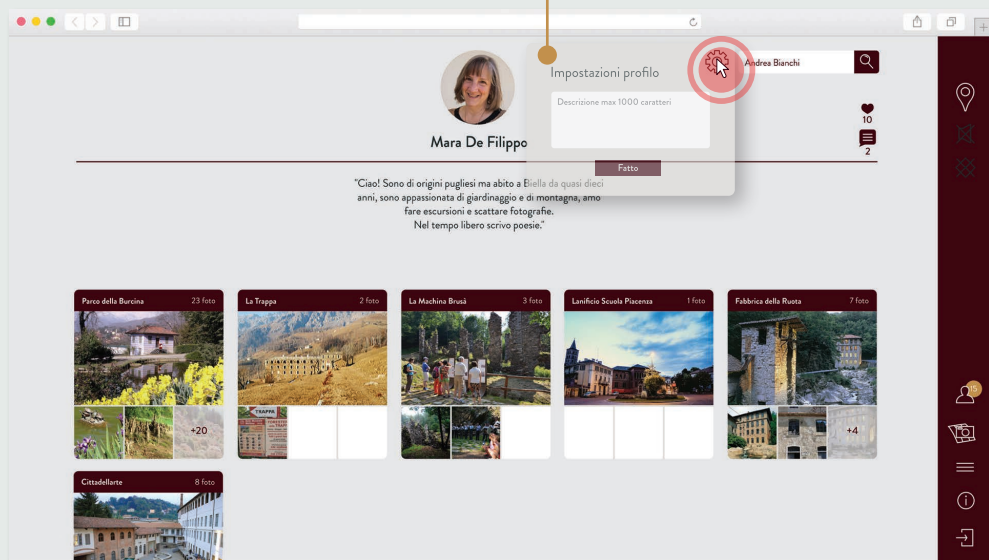 Impostazioni profilo
Andrea Bianchi
Descrizione max 1000 caratteri
10
Mara De Filippo
2
Fatto
"Ciao! Sono di origini pugliesi ma abito a Biella da quasi dieci
anni, sono appassionata di giardinaggio e di montagna, amo
fare escursioni e scattare fotografie.
Nel tempo libero scrivo poesie."
Parco della Burcina 23 foto
La Trappa 2 foto
La Machina Brusà 3 foto
Lanificio Scuola Piacenza 1 foto
Fabbrica della Ruota 7 foto
15
TRAPPA
+20
+4
Cittadellarte 8 foto